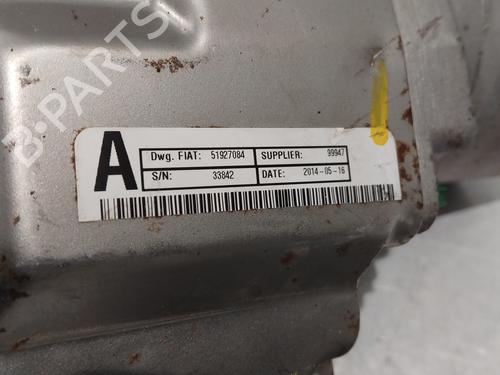 B-PARTS
A
Dwg. FIAT: 51927084 SUPPLIER: 99947
S/N: 33842 DATE: 2014-05-16